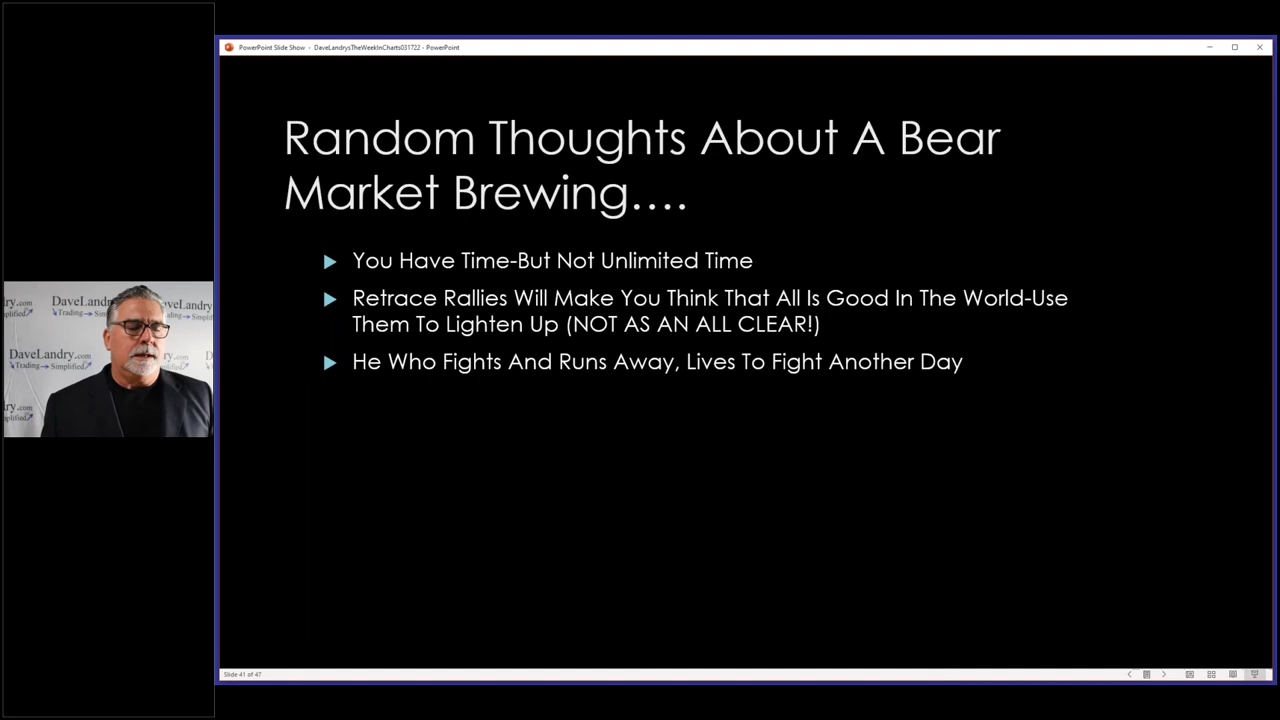 PowerPoint Slide Show - DaveLandrysTheWeekInCharts031722 - PowerPoint
Random Thoughts About A Bear
Market Brewing....
You Have Time-But Not Unlimited Time
Retrace Rallies Will Make You Think That All Is Good In The World-Use
Them To Lighten Up (NOT AS AN ALL CLEAR!)
He Who Fights And Runs Away, Lives To Fight Another Day
DaveLandry.com
Trading Simplified
DaveLandry.com
Trading Simplified
Slide 41 of 47